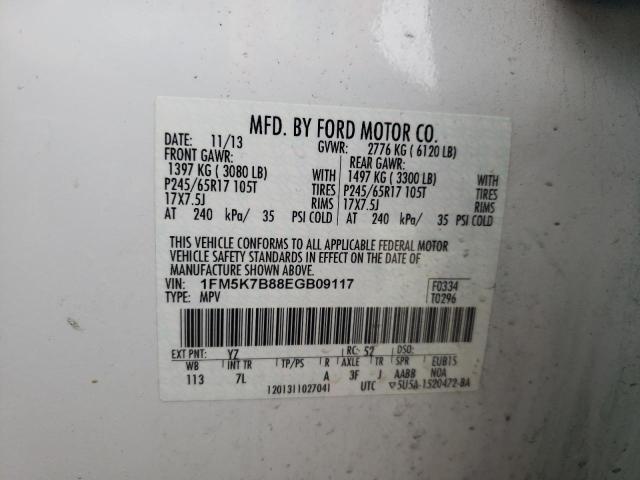 MFD. BY FORD MOTOR CO.
DATE: 11/13 GVWR: 2776 KG ( 6120 LB)
FRONT GAWR: REAR GAWR:
1397 KG ( 3080 LB) WITH 1497 KG ( 3300 LB) WITH
P245/65R17 105T TIRES P245/65R17 105T TIRES
17X7.5J RIMS 17X7.5J RIMS
AT 240 kPa/ 35 PSI COLD AT 240 kPa/ 35 PSI COLD
THIS VEHICLE CONFORMS TO ALL APPLICABLE FEDERAL MOTOR
VEHICLE SAFETY STANDARDS IN EFFECT ON THE DATE OF
MANUFACTURE SHOWN ABOVE.
VIN: 1FM5K7B88EGB09117 F0334
TYPE: MPV T0296
EXT PNT: YZ RC: 52 DSO:
WB INT TR TP/PS R AXLE TR SPR EUB15
113 7L A 3F J AABB NOA
1201311027041 UTC ▽5U5A-1520472-BA